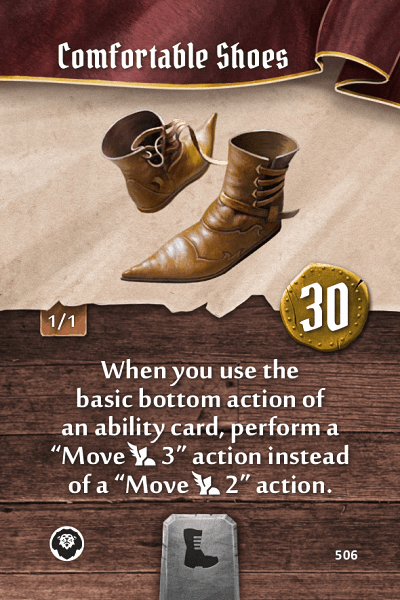 Comfortable Shoes
1/1
30
When you use the
basic bottom action of
an ability card, perform a
“Move 3” action instead
of a “Move 2” action.
506